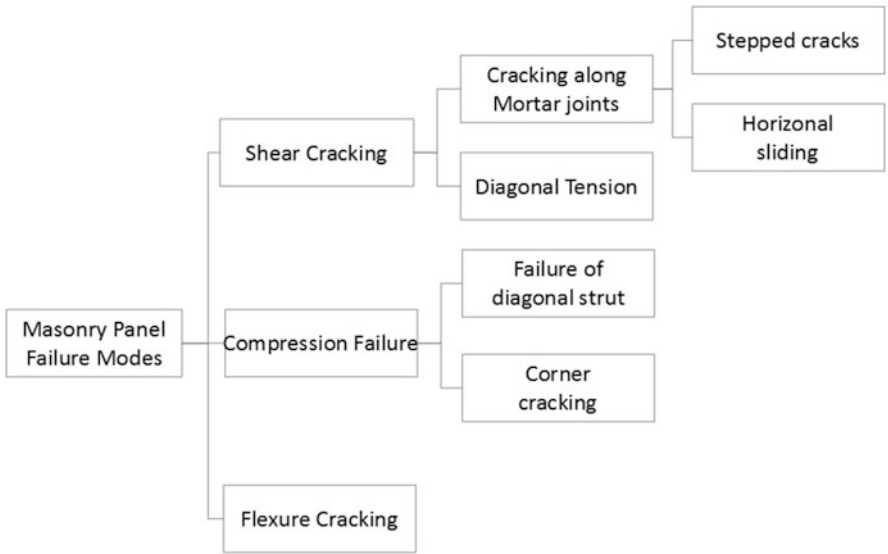 Stepped cracks
Cracking along
Mortar joints
Horizonal
sliding
Shear Cracking
Diagonal Tension
Failure of
diagonal strut
Masonry Panel
Failure Modes
Compression Failure
Corner
cracking
Flexure Cracking